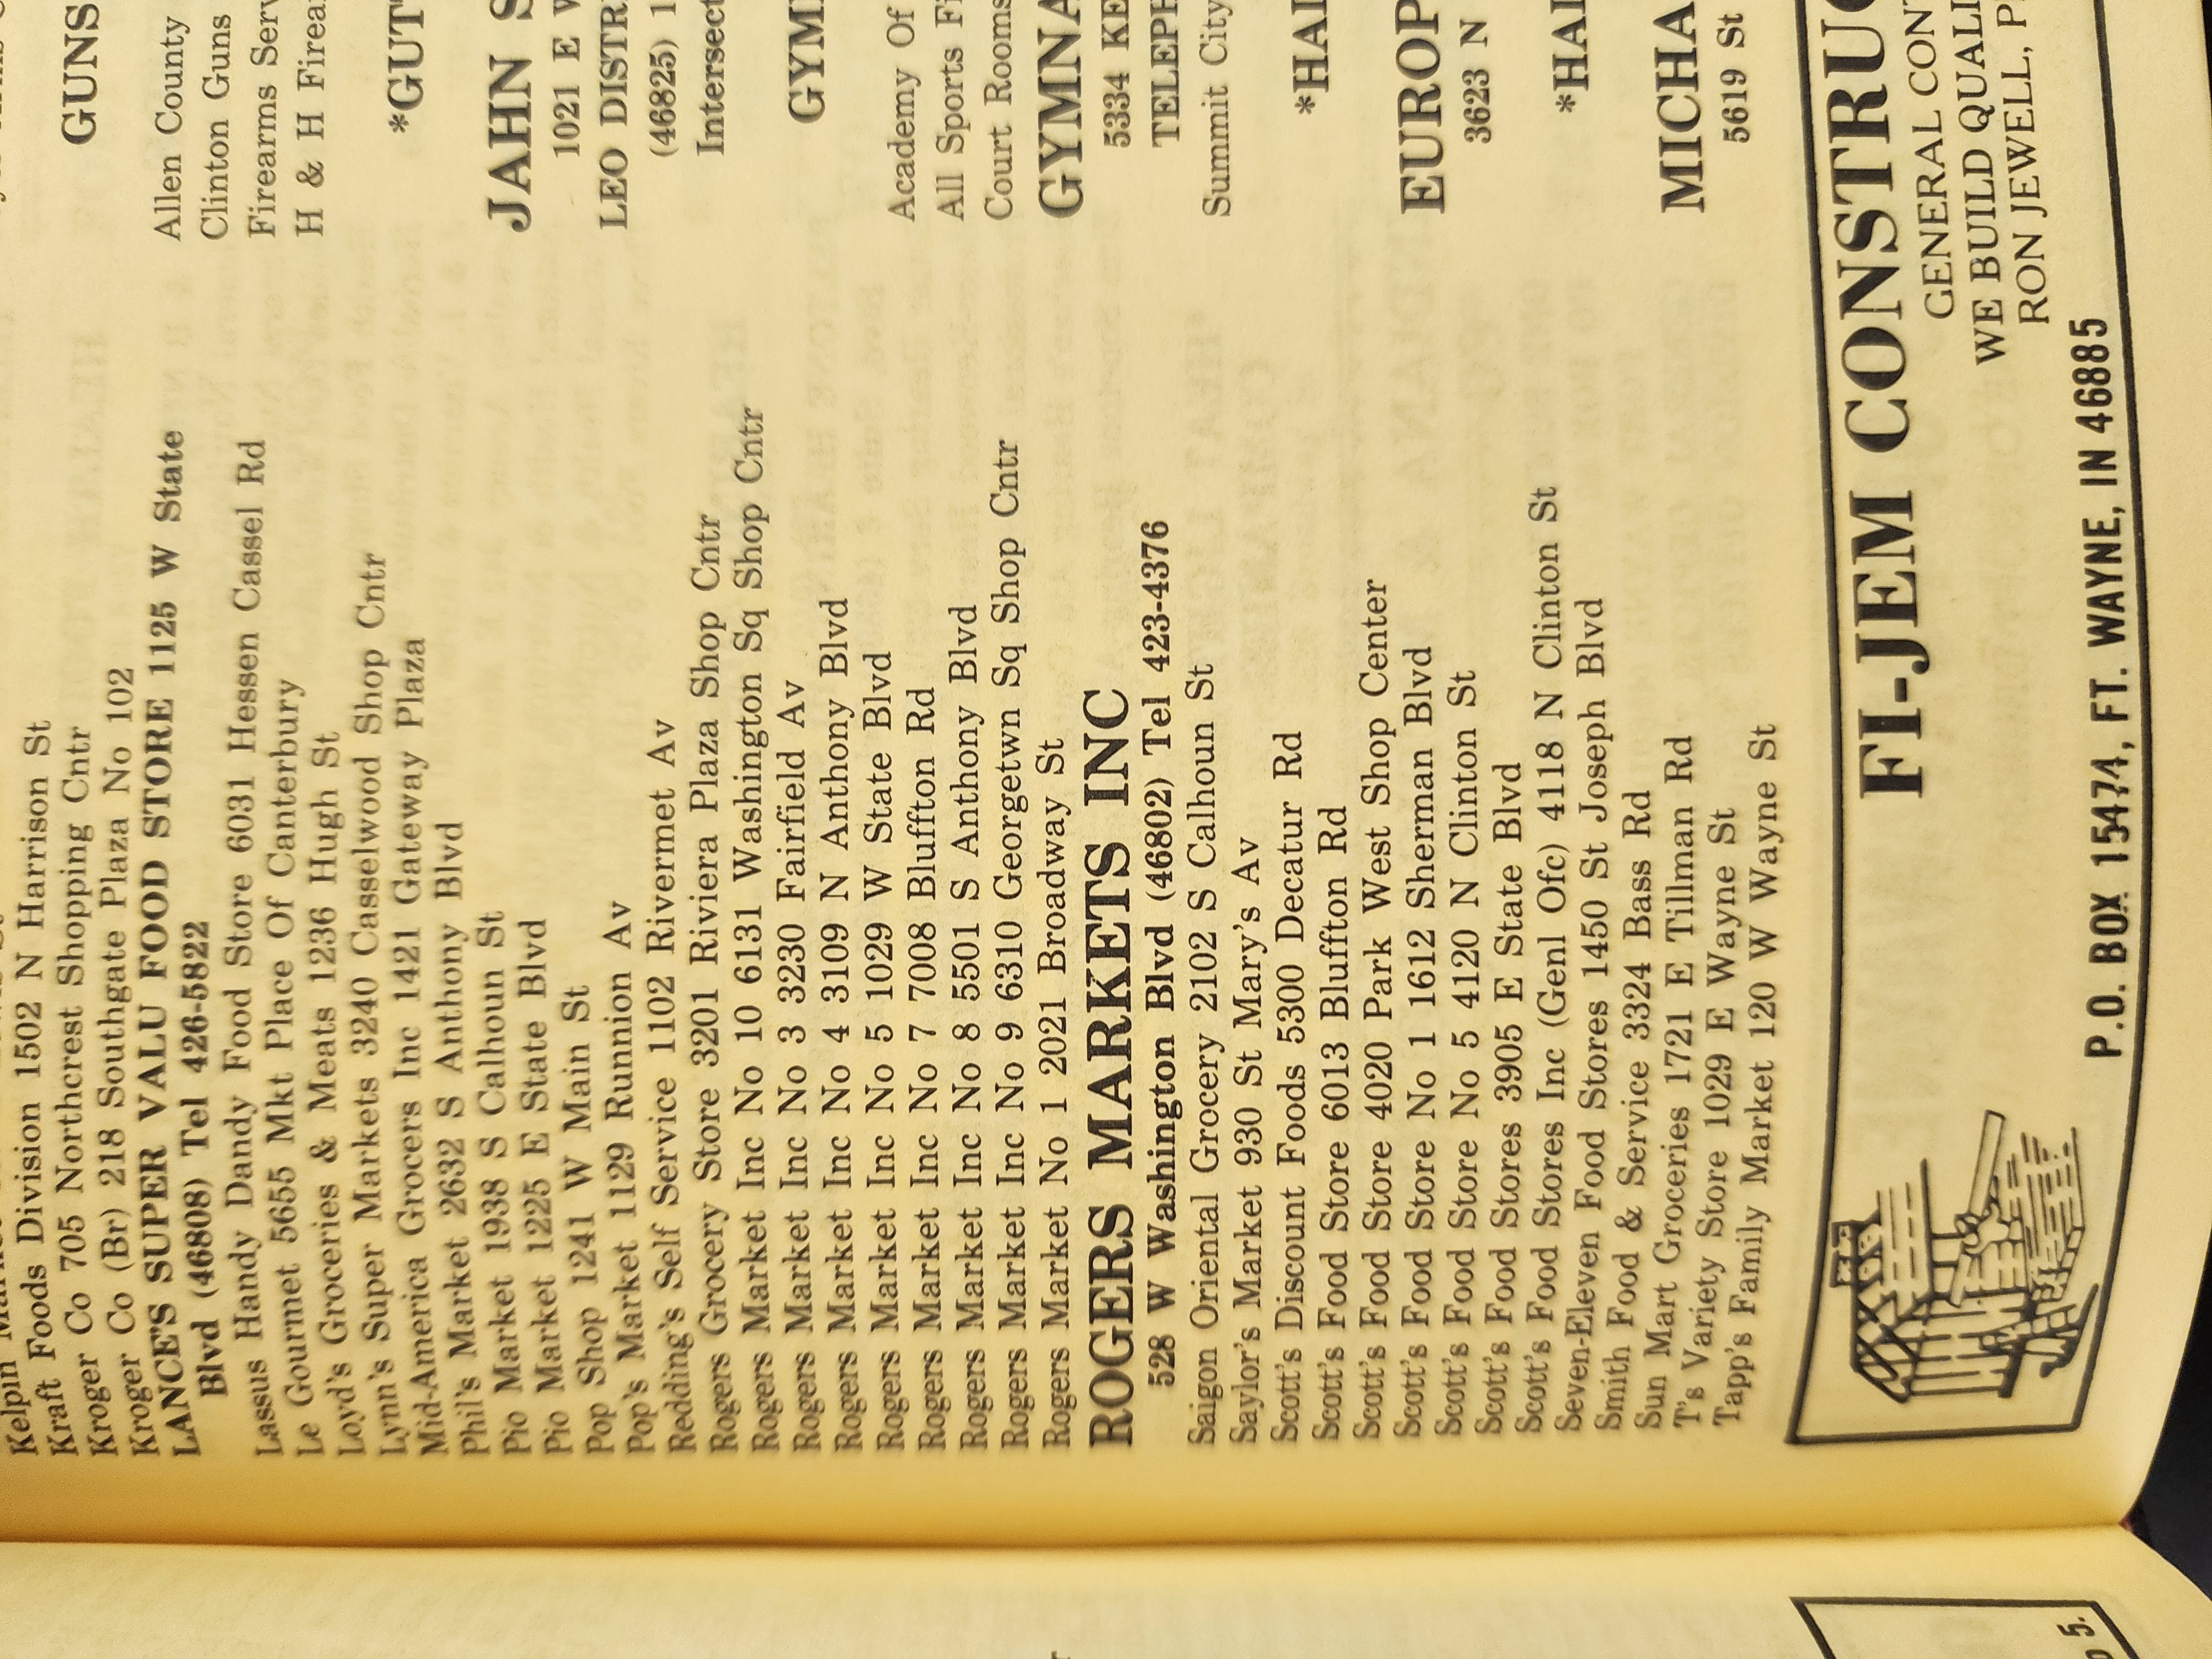 Kelpin
Kraft Foods Division 1502 N Harrison St
Kroger Co 705 Northcrest Shopping Cntr
Kroger Co (Br) 218 Southgate Plaza No 102
LANCE'S SUPER VALU FOOD STORE 1125 W State
Blvd (46808) Tel 426-5822
Lassus Handy Dandy Food Store 6031 Hessen Cassel Rd
Le Gourmet 5655 Mkt Place Of Canterbury
Loyd's Groceries & Meats 1236 Hugh St
Lynn's Super Markets 3240 Casselwood Shop Cntr
Mid-America Grocers Inc 1421 Gateway Plaza
Phil's Market 2632 S Anthony Blvd
Pio Market 1938 S Calhoun St
Pio Market 1225 E State Blvd
Pop Shop 1241 W Main St
Pop's Market 1129 Runnion Av
Redding's Self Service 1102 Rivermet Av
Rogers Grocery Store 3201 Riviera Plaza Shop Cntr
Rogers Market Inc No 10 6131 Washington Sq Shop Cntr
Rogers Market Inc No 3 3230 Fairfield Av
Rogers Market Inc No 4 3109 N Anthony Blvd
Rogers Market Inc No 5 1029 W State Blvd
Rogers Market Inc No 7 7008 Bluffton Rd
Rogers Market Inc No 8 5501 S Anthony Blvd
Rogers Market Inc No 9 6310 Georgetwn Sq Shop Cntr
Rogers Market No 1 2021 Broadway St
ROGERS MARKETS INC
528 W Washington Blvd (46802) Tel 423-4376
Saigon Oriental Grocery 2102 S Calhoun St
Saylor's Market 930 St Mary's Av
Scott's Discount Foods 5300 Decatur Rd
Scott's Food Store 6013 Bluffton Rd
Scott's Food Store 4020 Park West Shop Center
Scott's Food Store No 1 1612 Sherman Blvd
Scott's Food Store No 5 4120 N Clinton St
Scott's Food Stores 3905 E State Blvd
Scott's Food Stores Inc (Genl Ofc) 4118 N Clinton St
Seven-Eleven Food Stores 1450 St Joseph Blvd
Smith Food & Service 3324 Bass Rd
Sun Mart Groceries 1721 E Tillman Rd
T's Variety Store 1029 E Wayne St
Tapp's Family Market 120 W Wayne St
GUNS
Allen County
Clinton Guns
Firearms Serv
H & H Firear
*GUT
JAHN S
1021 E W
LEO DISTRI
(46825) 1
Intersect
GYM
Academy Of
All Sports Fi
Court Rooms
GYMNA
5334 KE
TELEPH
Summit City
*HAI
EUROP
3623 N
*HAI
MICHA
5619 St
FI-JEM CONSTRUC
GENERAL CONT
WE BUILD QUALI
RON JEWELL, P
P.O. BOX 15474, FT. WAYNE, IN 46885
5.